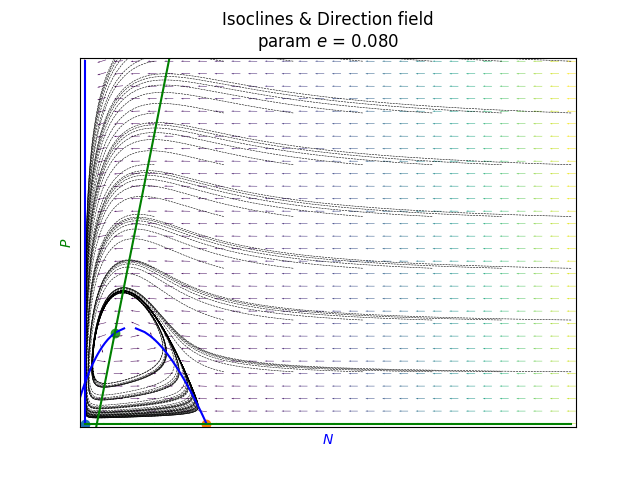 Isoclines & Direction field
param e = 0.080
P
N